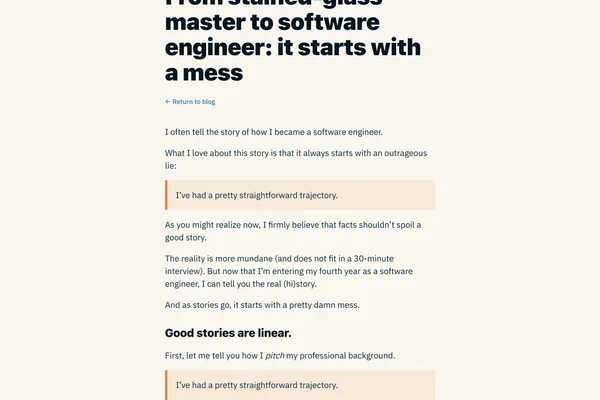 From stained-glass
master to software
engineer: it starts with
a mess
← Return to blog
I often tell the story of how I became a software engineer.
What I love about this story is that it always starts with an outrageous
lie:
I’ve had a pretty straightforward trajectory.
As you might realize now, I firmly believe that facts shouldn’t spoil a
good story.
The reality is more mundane (and does not fit in a 30-minute
interview). But now that I’m entering my fourth year as a software
engineer, I can tell you the real (hi)story.
And as stories go, it starts with a pretty damn mess.
Good stories are linear.
First, let me tell you how I pitch my professional background.
I’ve had a pretty straightforward trajectory.